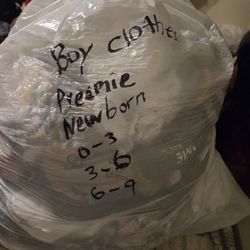 Boy clothes
Preemie
Newborn
0-3
3-6
6-9